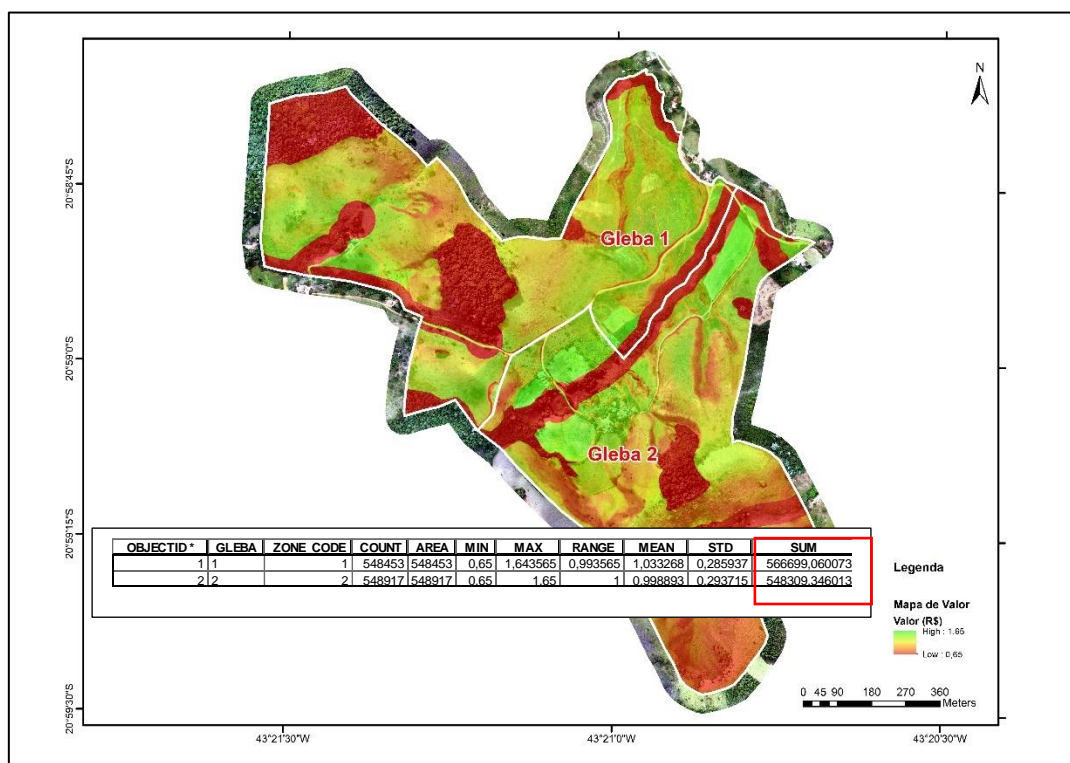 N
20°58'45"S
Gleba 1
20°59'0"S
Gleba 2
20°59'15"S
OBJECTID * GLEBA ZONE_CODE COUNT AREA MIN MAX RANGE MEAN STD SUM
1 1 1 548453 548453 0,65 1,643565 0,993565 1,033268 0,285937 566699,060073
2 2 2 548917 548917 0,65 1,65 1 0,998893 0,293715 548309,346013
Legenda
Mapa de Valor
Valor (R$)
High : 1,65
Low : 0,65
0 45 90 180 270 360
Meters
20°59'30"S
43°21'30"W 43°21'0"W 43°20'30"W